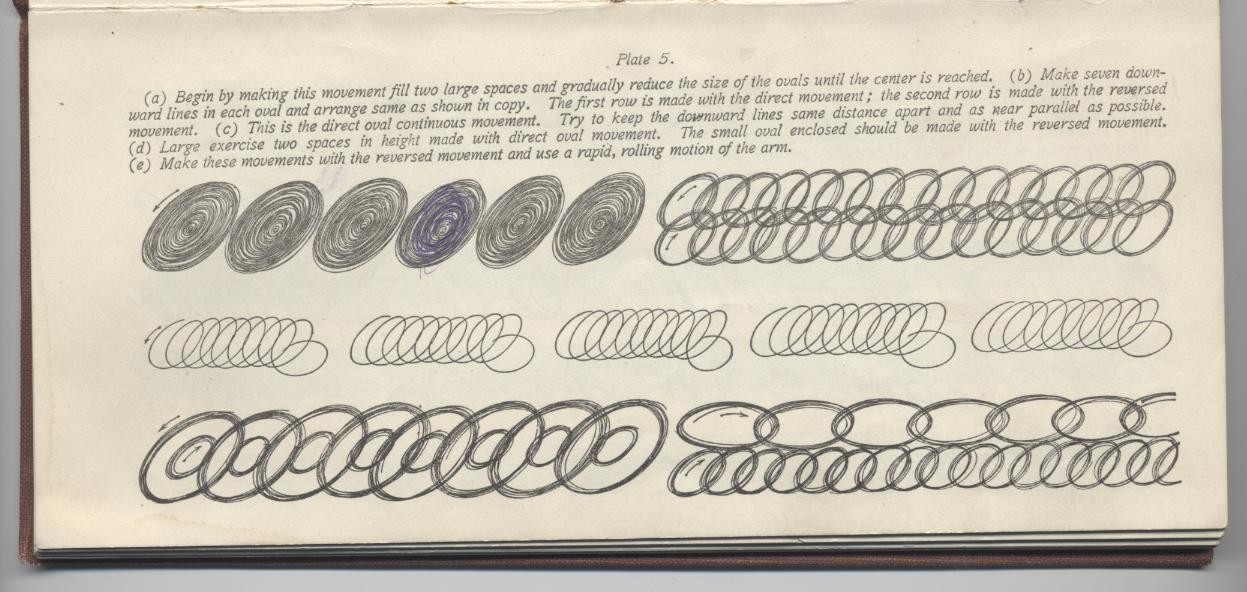 Plate 5.
(a) Begin by making this movement fill two large spaces and gradually reduce the size of the ovals until the center is reached. (b) Make seven down-
ward lines in each oval and arrange same as shown in copy. The first row is made with the direct movement; the second row is made with the reversed
movement. (c) This is the direct oval continuous movement. Try to keep the downward lines same distance apart and as near parallel as possible.
(d) Large exercise two spaces in height made with direct oval movement. The small oval enclosed should be made with the reversed movement.
(e) Make these movements with the reversed movement and use a rapid, rolling motion of the arm.